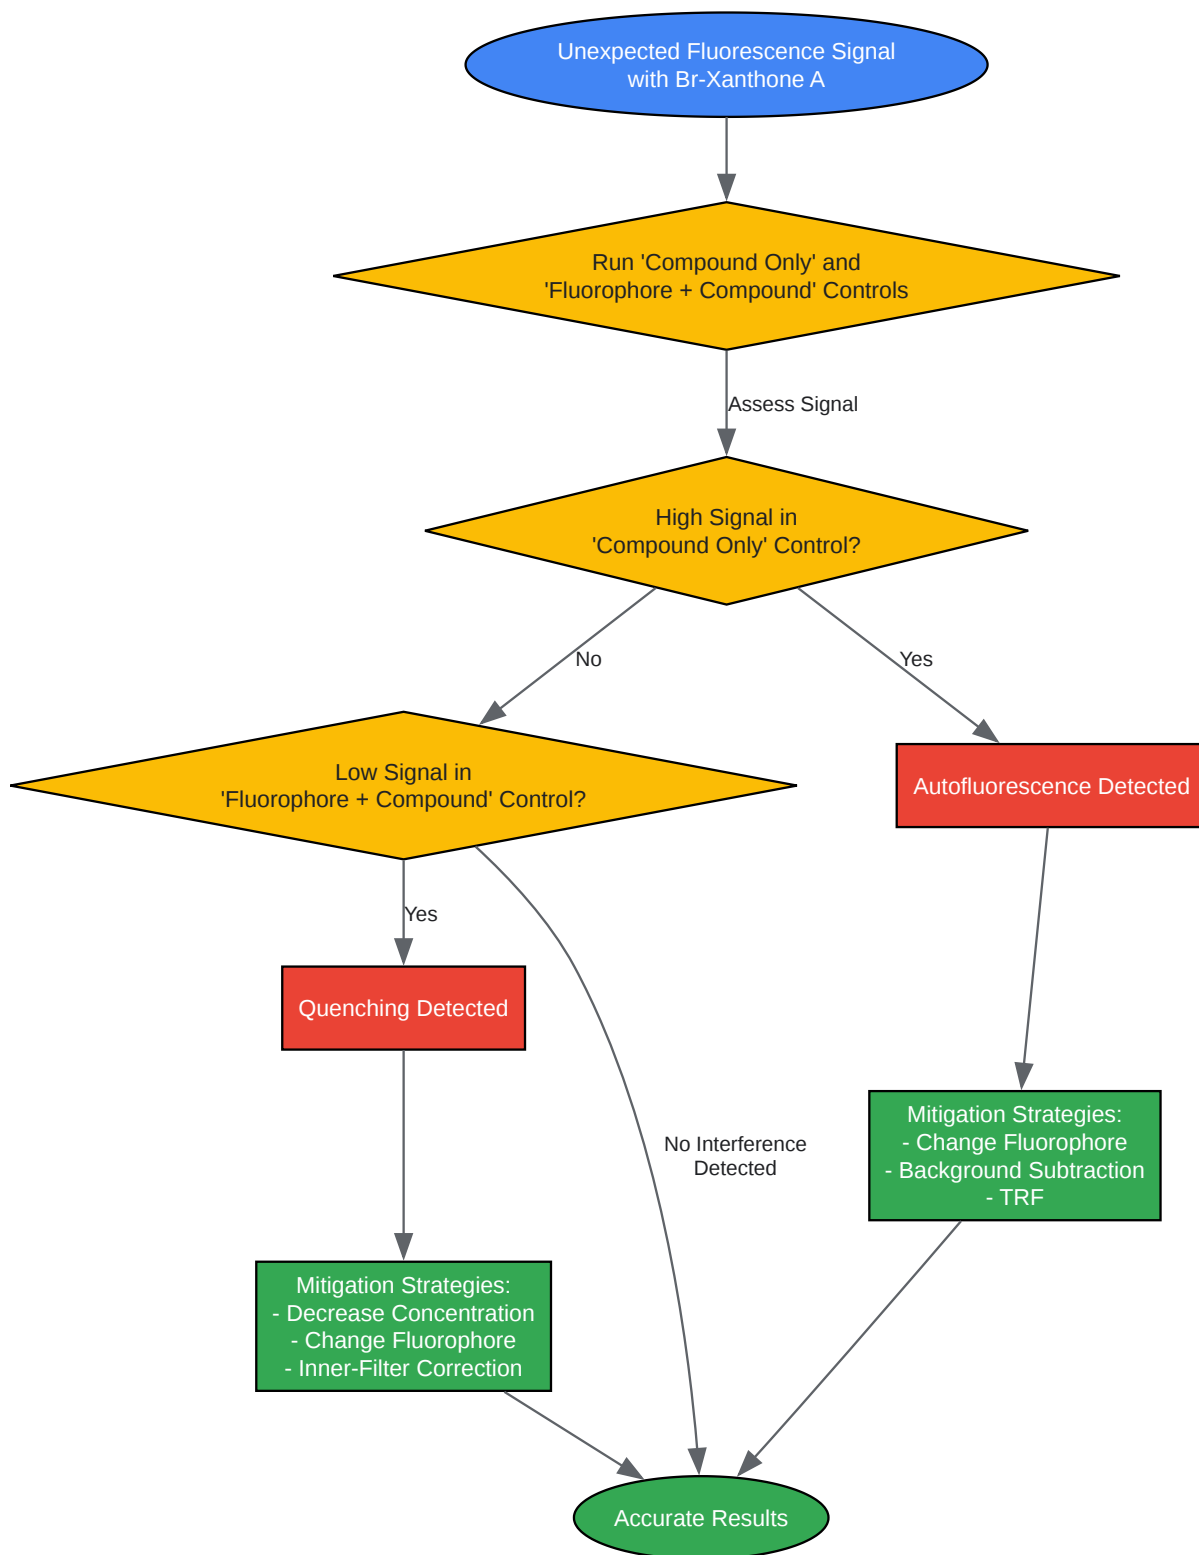 Unexpected Fluorescence Signal
with Br-Xanthone A
Run 'Compound Only' and
'Fluorophore + Compound' Controls
Assess Signal
High Signal in
'Compound Only' Control?
No
Yes
Low Signal in
'Fluorophore + Compound' Control?
Autofluorescence Detected
Yes
Quenching Detected
No Interference
Detected
Mitigation Strategies:
- Change Fluorophore
- Background Subtraction
- TRF
Mitigation Strategies:
- Decrease Concentration
- Change Fluorophore
- Inner-Filter Correction
Accurate Results